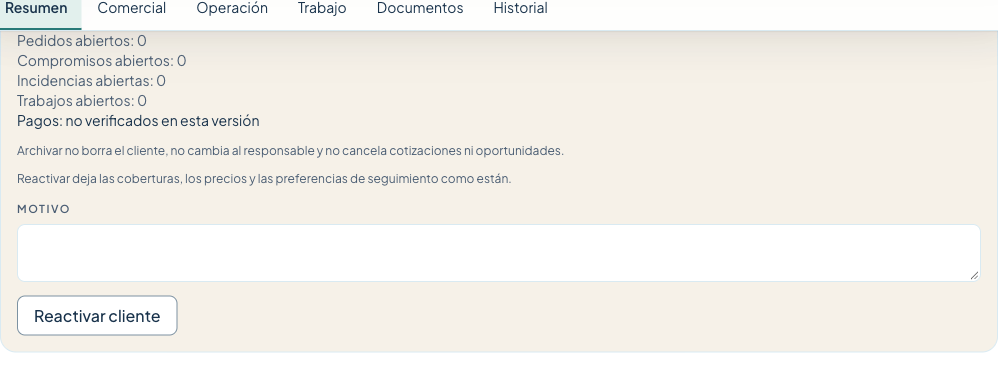 Resumen Comercial Operación Trabajo Documentos Historial
Pedidos abiertos: 0
Compromisos abiertos: 0
Incidencias abiertas: 0
Trabajos abiertos: 0
Pagos: no verificados en esta versión
Archivar no borra el cliente, no cambia al responsable y no cancela cotizaciones ni oportunidades.
Reactivar deja las coberturas, los precios y las preferencias de seguimiento como están.
MOTIVO
Reactivar cliente